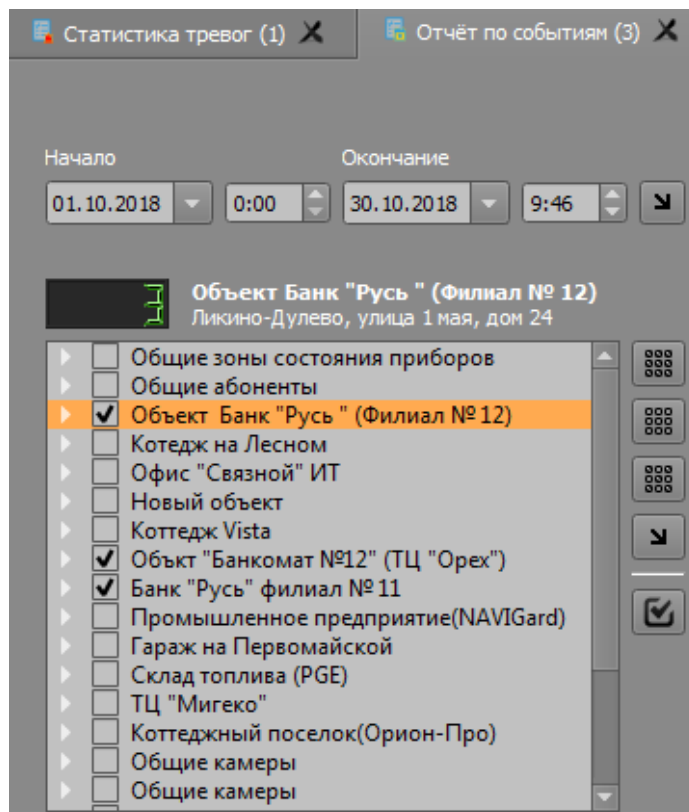 Статистика тревог (1)
Отчёт по событиям (3)
Начало
Окончание
01.10.2018
0:00
30.10.2018
9:46
3
Объект Банк "Русь " (Филиал № 12)
Ликино-Дулево, улица 1 мая, дом 24
Общие зоны состояния приборов
Общие абоненты
Объект Банк "Русь " (Филиал № 12)
Котедж на Лесном
Офис "Связной" ИТ
Новый объект
Коттедж Vista
Объкт "Банкомат №12" (ТЦ "Орех")
Банк "Русь" филиал № 11
Промышленное предприятие(NAVIGard)
Гараж на Первомайской
Склад топлива (PGE)
ТЦ "Мигеко"
Коттеджный поселок(Орион-Про)
Общие камеры
Общие камеры